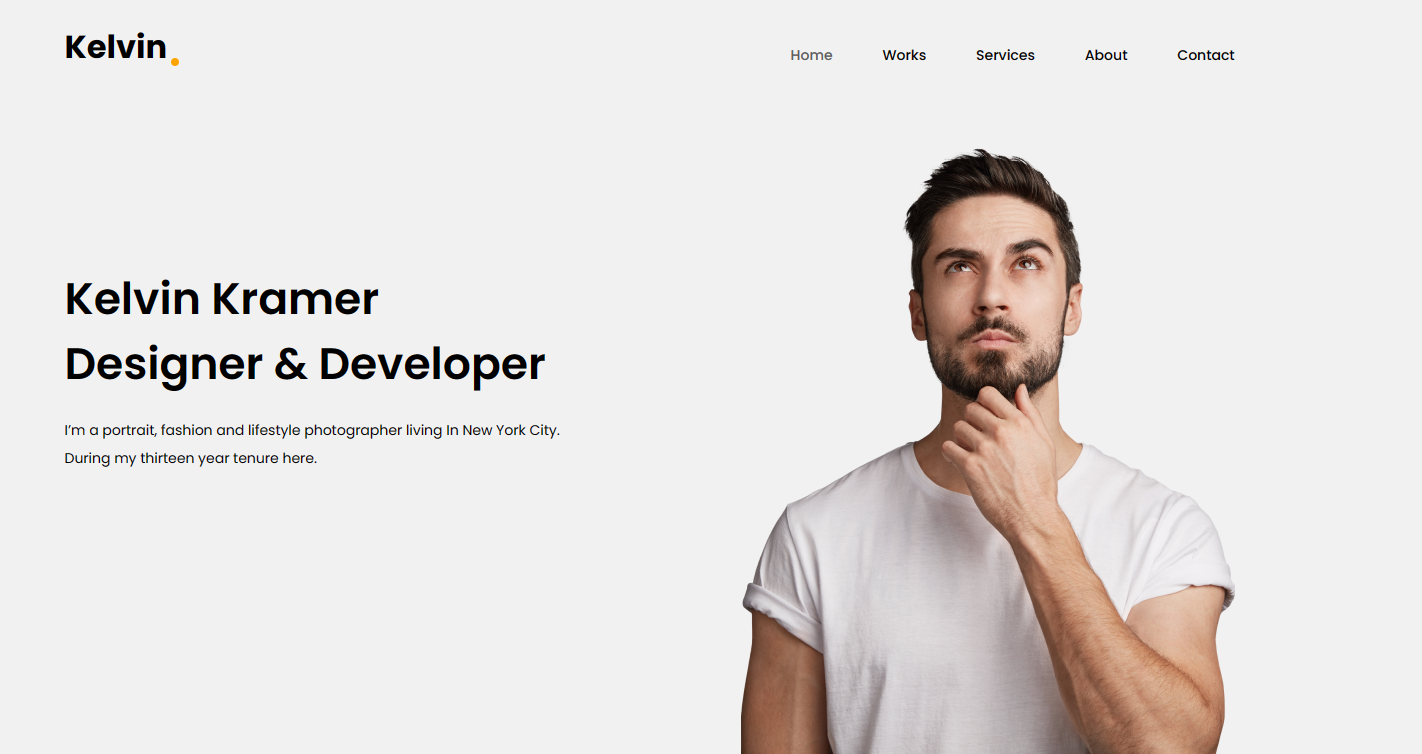 Kelvin.
Home Works Services About Contact
Kelvin Kramer
Designer & Developer
I'm a portrait, fashion and lifestyle photographer living In New York City.
During my thirteen year tenure here.